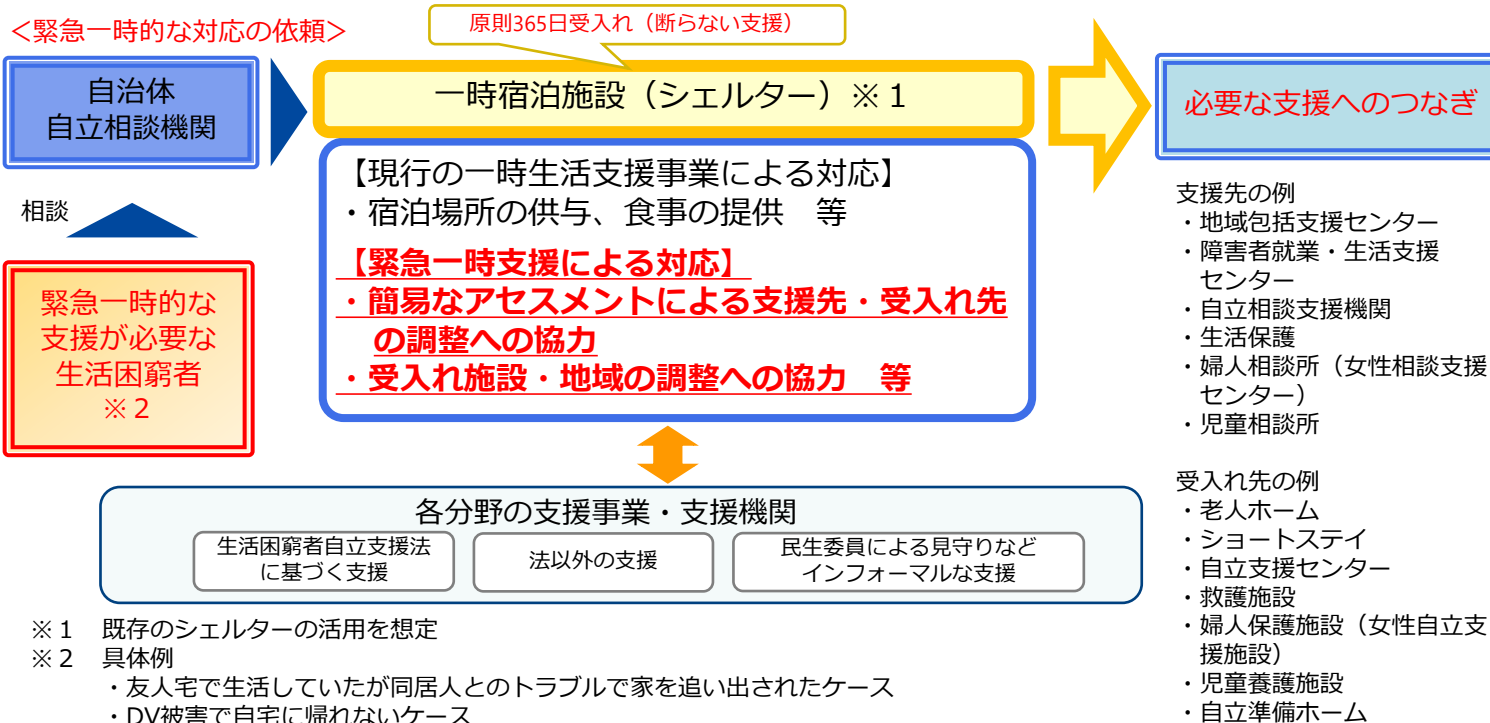 ＜緊急一時的な対応の依頼＞
原則365日受入れ（断らない支援）
自治体
自立相談機関
一時宿泊施設（シェルター）※１
必要な支援へのつなぎ
相談
緊急一時的な
支援が必要な
生活困窮者
※２
【現行の一時生活支援事業による対応】
・宿泊場所の供与、食事の提供　等
【緊急一時支援による対応】
・簡易なアセスメントによる支援先・受入れ先
の調整への協力
・受入れ施設・地域の調整への協力　等
各分野の支援事業・支援機関
生活困窮者自立支援法
に基づく支援
法以外の支援
民生委員による見守りなど
インフォーマルな支援
支援先の例
・地域包括支援センター
・障害者就業・生活支援
センター
・自立相談支援機関
・生活保護
・婦人相談所（女性相談支援
センター）
・児童相談所
受入れ先の例
・老人ホーム
・ショートステイ
・自立支援センター
・救護施設
・婦人保護施設（女性自立支
援施設）
・児童養護施設
・自立準備ホーム
※１　既存のシェルターの活用を想定
※２　具体例
・友人宅で生活していたが同居人とのトラブルで家を追い出されたケース
・DV被害で自宅に帰れないケース